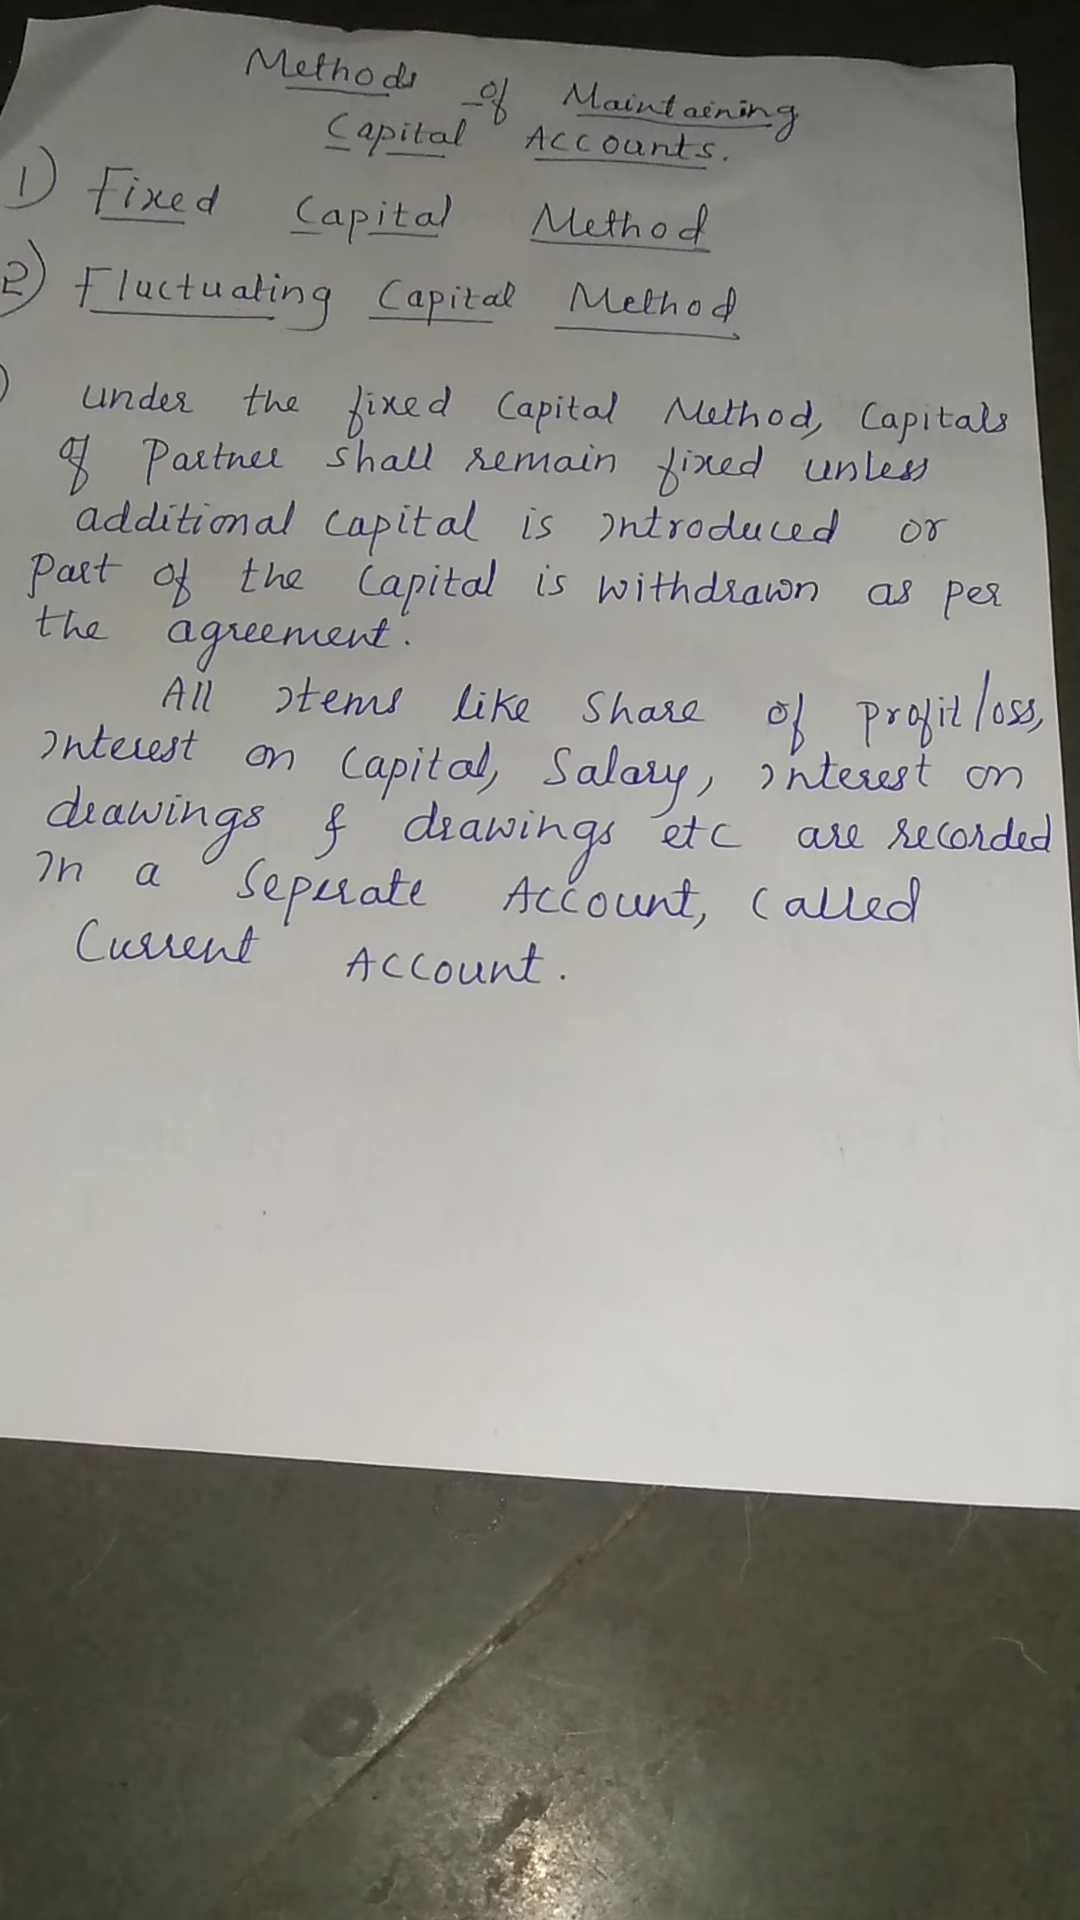 Methods of Maintaining
Capital Accounts.
1) Fixed Capital Method
2) Fluctuating Capital Method
) under the fixed Capital Method, Capitals
of Partner shall remain fixed unless
additional capital is introduced or
Part of the Capital is withdrawn as per
the agreement.
All items like share of profit/loss,
interest on Capital, Salary, interest on
drawings & drawings etc are recorded
in a seperate Account, called
Current Account.